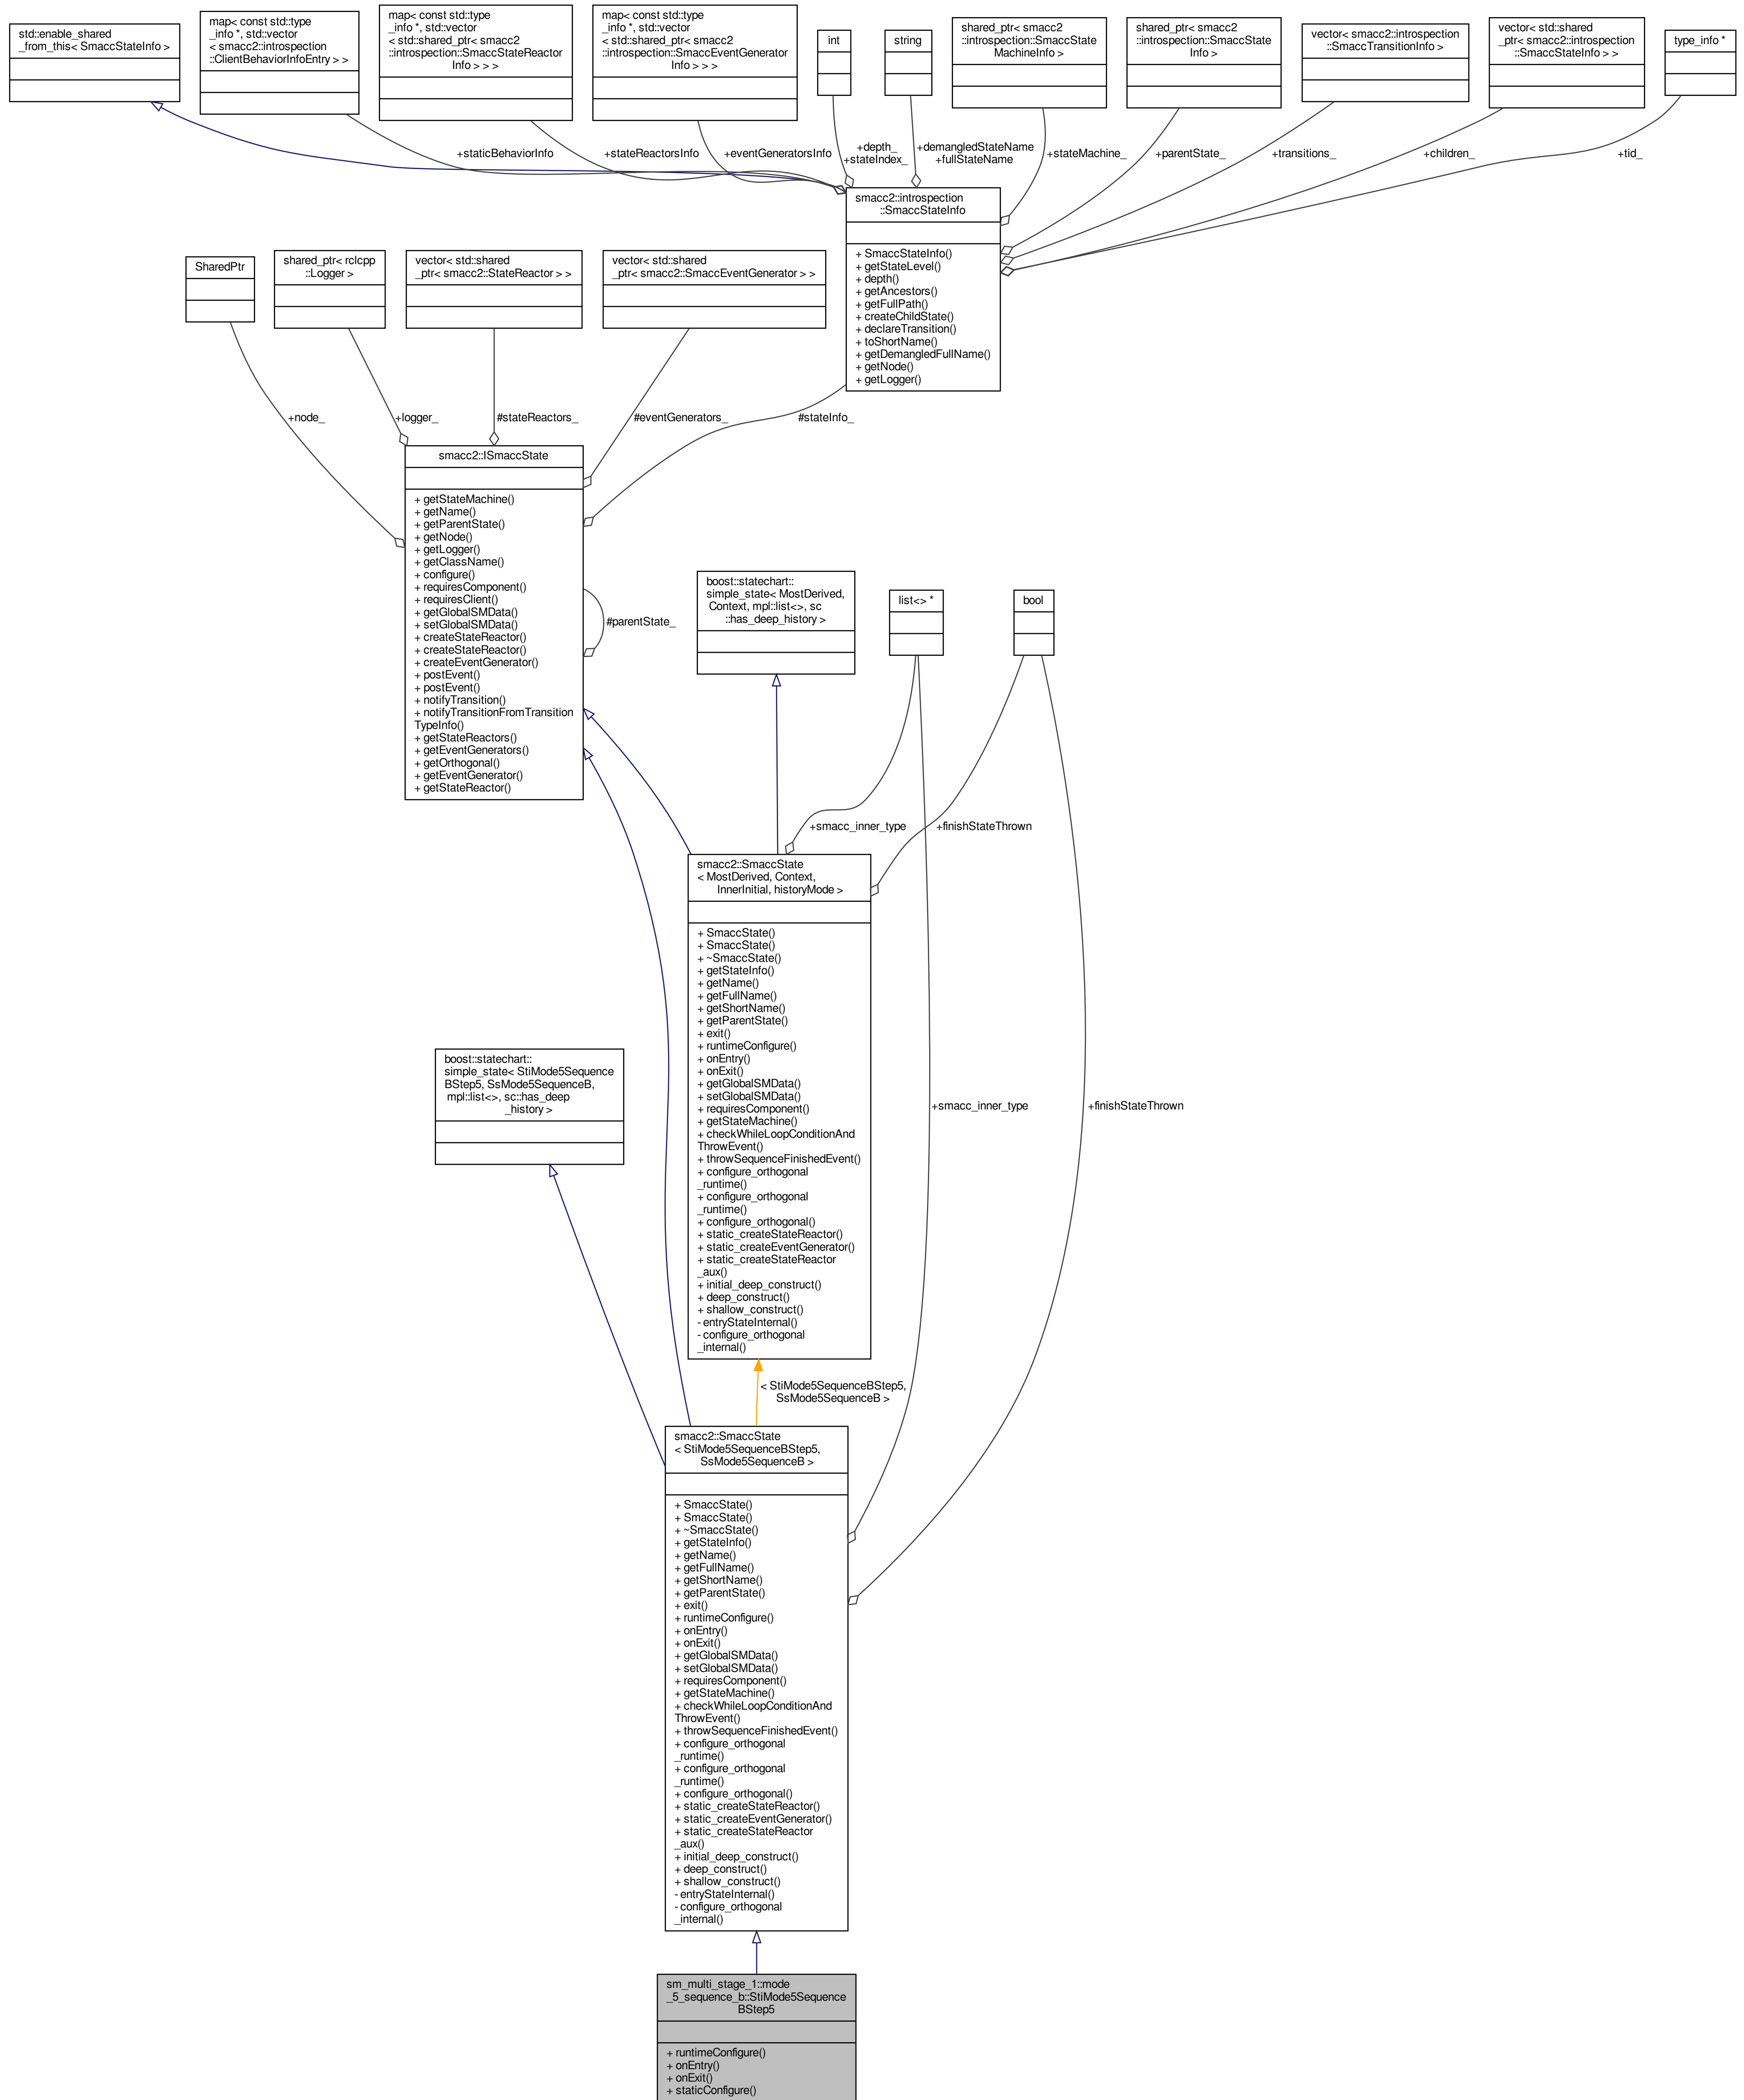 std::enable_shared
_from_this< SmaccStateInfo >
map< const std::type
_info *, std::vector
< smacc2::introspection
::ClientBehaviorInfoEntry > >
map< const std::type
_info *, std::vector
< std::shared_ptr< smacc2
::introspection::SmaccStateReactor
Info > > >
map< const std::type
_info *, std::vector
< std::shared_ptr< smacc2
::introspection::SmaccEventGenerator
Info > > >
int
string
shared_ptr< smacc2
::introspection::SmaccState
MachineInfo >
shared_ptr< smacc2
::introspection::SmaccState
Info >
vector< smacc2::introspection
::SmaccTransitionInfo >
vector< std::shared
_ptr< smacc2::introspection
::SmaccStateInfo > >
type_info *
+staticBehaviorInfo
+stateReactorsInfo
+eventGeneratorsInfo
+depth_
+stateIndex_
+demangledStateName
+fullStateName
+stateMachine_
+parentState_
+transitions_
+children_
+tid_
smacc2::introspection
::SmaccStateInfo
+ SmaccStateInfo()
+ getStateLevel()
+ depth()
+ getAncestors()
+ getFullPath()
+ createChildState()
+ declareTransition()
+ toShortName()
+ getDemangledFullName()
+ getNode()
+ getLogger()
SharedPtr
shared_ptr< rclcpp
::Logger >
vector< std::shared
_ptr< smacc2::StateReactor > >
vector< std::shared
_ptr< smacc2::SmaccEventGenerator > >
+node_
+logger_
#stateReactors_
#eventGenerators_
#stateInfo_
smacc2::ISmaccState
+ getStateMachine()
+ getName()
+ getParentState()
+ getNode()
+ getLogger()
+ getClassName()
+ configure()
+ requiresComponent()
+ requiresClient()
+ getGlobalSMData()
+ setGlobalSMData()
+ createStateReactor()
+ createStateReactor()
+ createEventGenerator()
+ postEvent()
+ postEvent()
+ notifyTransition()
+ notifyTransitionFromTransition
TypeInfo()
+ getStateReactors()
+ getEventGenerators()
+ getOrthogonal()
+ getEventGenerator()
+ getStateReactor()
#parentState_
boost::statechart::
simple_state< MostDerived,
Context, mpl::list<>, sc
::has_deep_history >
list<> *
bool
+smacc_inner_type
+finishStateThrown
smacc2::SmaccState
< MostDerived, Context,
InnerInitial, historyMode >
+ SmaccState()
+ SmaccState()
+ ~SmaccState()
+ getStateInfo()
+ getName()
+ getFullName()
+ getShortName()
+ getParentState()
+ exit()
+ runtimeConfigure()
+ onEntry()
+ onExit()
+ getGlobalSMData()
+ setGlobalSMData()
+ requiresComponent()
+ getStateMachine()
+ checkWhileLoopConditionAnd
ThrowEvent()
+ throwSequenceFinishedEvent()
+ configure_orthogonal
_runtime()
+ configure_orthogonal
_runtime()
+ configure_orthogonal()
+ static_createStateReactor()
+ static_createEventGenerator()
+ static_createStateReactor
_aux()
+ initial_deep_construct()
+ deep_construct()
+ shallow_construct()
- entryStateInternal()
- configure_orthogonal
_internal()
boost::statechart::
simple_state< StiMode5Sequence
BStep5, SsMode5SequenceB,
mpl::list<>, sc::has_deep
_history >
+smacc_inner_type
+finishStateThrown
< StiMode5SequenceBStep5,
SsMode5SequenceB >
smacc2::SmaccState
< StiMode5SequenceBStep5,
SsMode5SequenceB >
+ SmaccState()
+ SmaccState()
+ ~SmaccState()
+ getStateInfo()
+ getName()
+ getFullName()
+ getShortName()
+ getParentState()
+ exit()
+ runtimeConfigure()
+ onEntry()
+ onExit()
+ getGlobalSMData()
+ setGlobalSMData()
+ requiresComponent()
+ getStateMachine()
+ checkWhileLoopConditionAnd
ThrowEvent()
+ throwSequenceFinishedEvent()
+ configure_orthogonal
_runtime()
+ configure_orthogonal
_runtime()
+ configure_orthogonal()
+ static_createStateReactor()
+ static_createEventGenerator()
+ static_createStateReactor
_aux()
+ initial_deep_construct()
+ deep_construct()
+ shallow_construct()
- entryStateInternal()
- configure_orthogonal
_internal()
sm_multi_stage_1::mode
_5_sequence_b::StiMode5Sequence
BStep5
+ runtimeConfigure()
+ onEntry()
+ onExit()
+ staticConfigure()